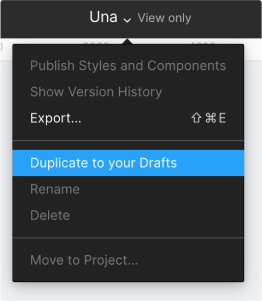 Una View only
Publish Styles and Components
Show Version History
Export... ⇧⌘E
Duplicate to your Drafts
Rename
Delete
Move to Project...